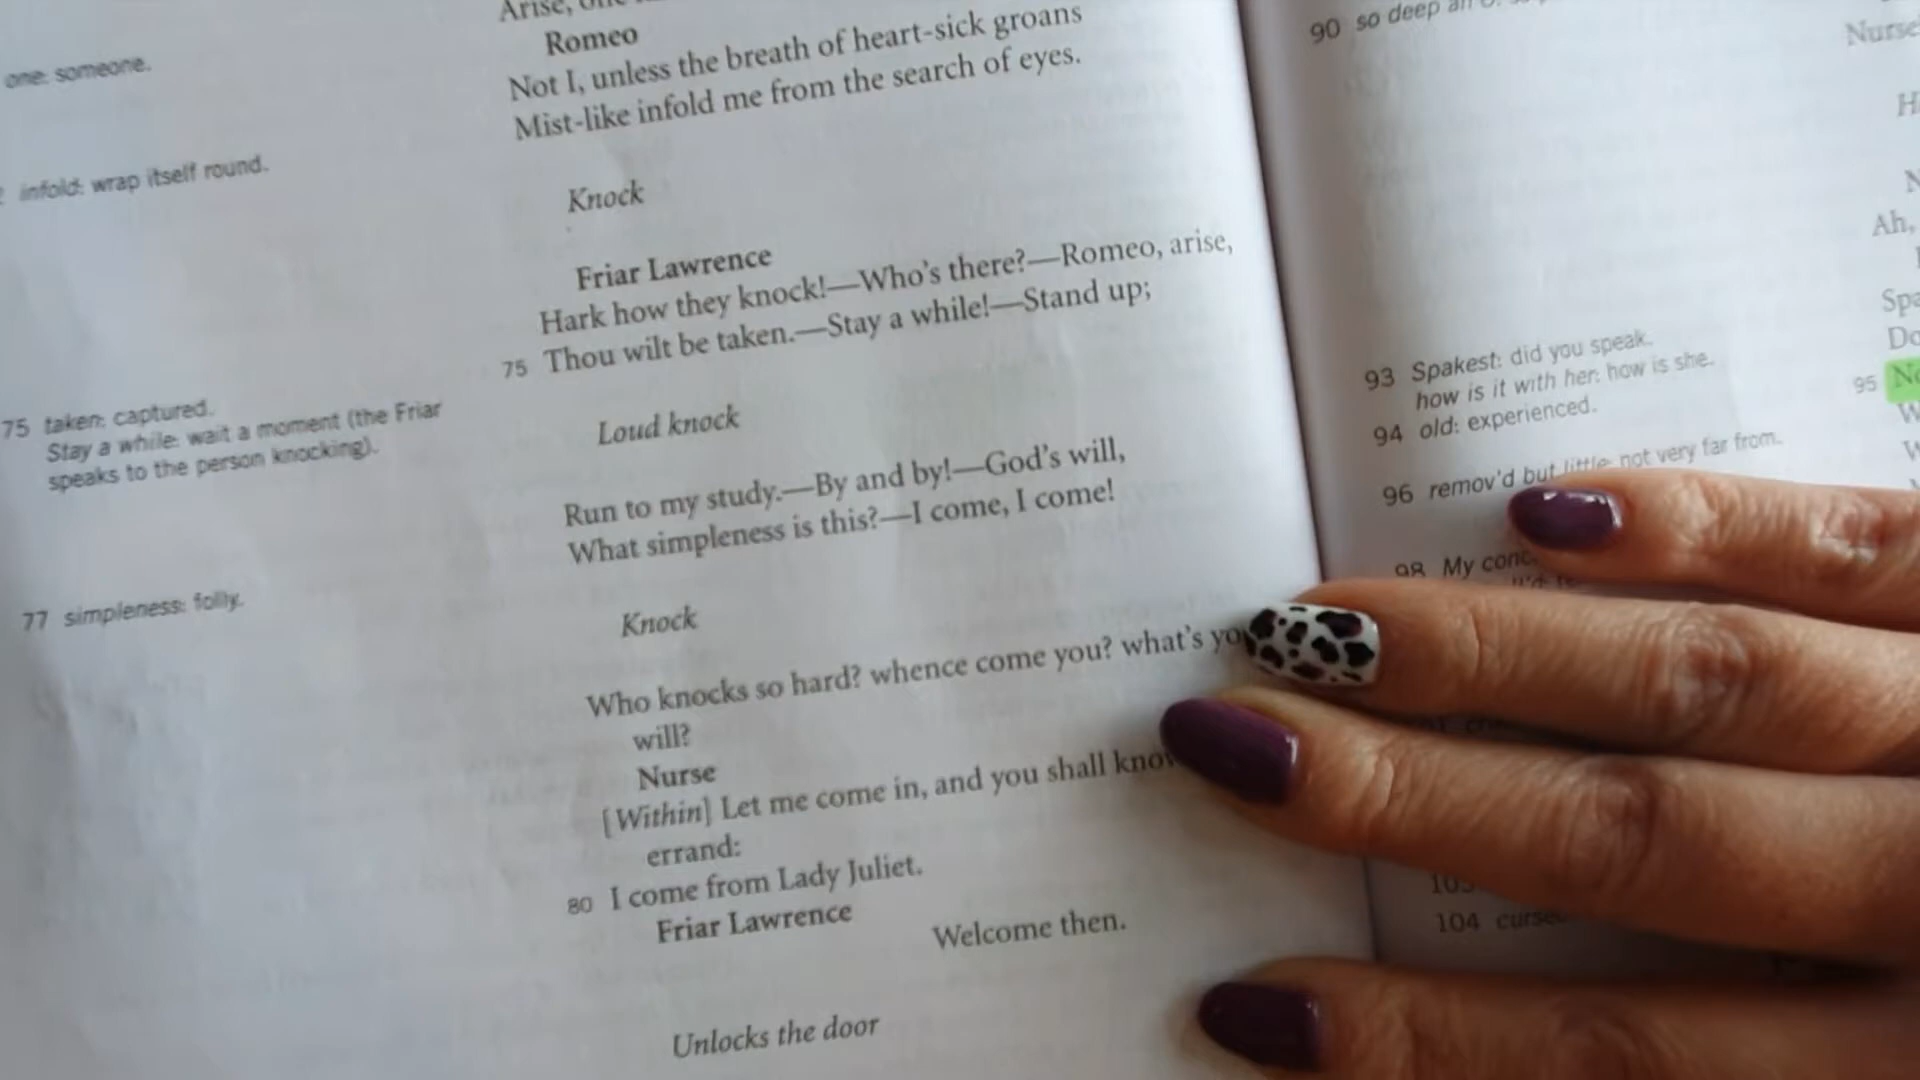 Arise,
Romeo
Not I, unless the breath of heart-sick groans
Mist-like infold me from the search of eyes.
Knock
Friar Lawrence
Hark how they knock!—Who's there?—Romeo, arise,
75 Thou wilt be taken.—Stay a while!—Stand up;
Loud knock
Run to my study.—By and by!—God's will,
What simpleness is this?—I come, I come!
Knock
Who knocks so hard? whence come you? what's
will?
Nurse
[Within] Let me come in, and you shall
errand:
80 I come from Lady Juliet.
Friar Lawrence
Welcome then.
Unlocks the door
one: someone.
infold: wrap itself round.
75 taken: captured.
Stay a while: wait a moment (the Friar
speaks to the person knocking).
77 simpleness: folly.
90 so deep
93 Spakest: did you speak.
how is it with her: how is she.
94 old: experienced.
96 remov'd but little: not very far from.
98 My
104
Nurse
Ah,
95